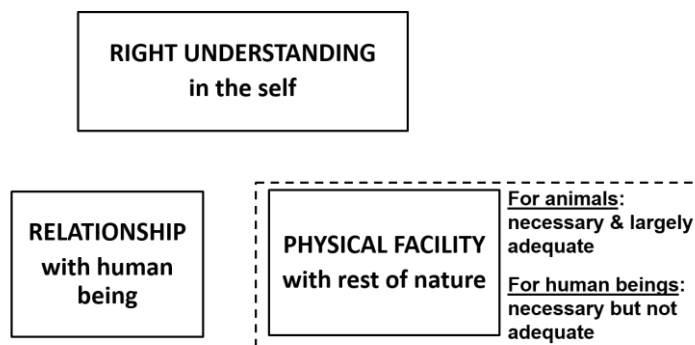 RIGHT UNDERSTANDING
in the self
RELATIONSHIP
with human
being
PHYSICAL FACILITY
with rest of nature
For animals:
necessary & largely
adequate
For human beings:
necessary but not
adequate